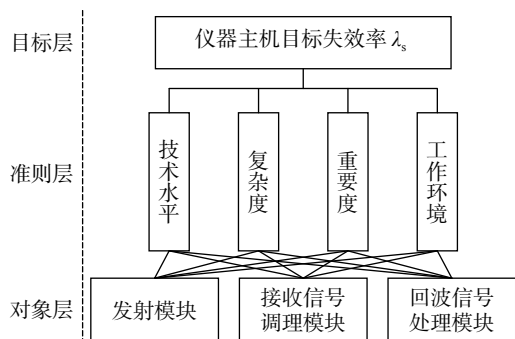 目标层
仪器主机目标失效率 λs
准则层
技术水平
复杂度
重要度
工作环境
对象层
发射模块
接收信号
调理模块
回波信号
处理模块